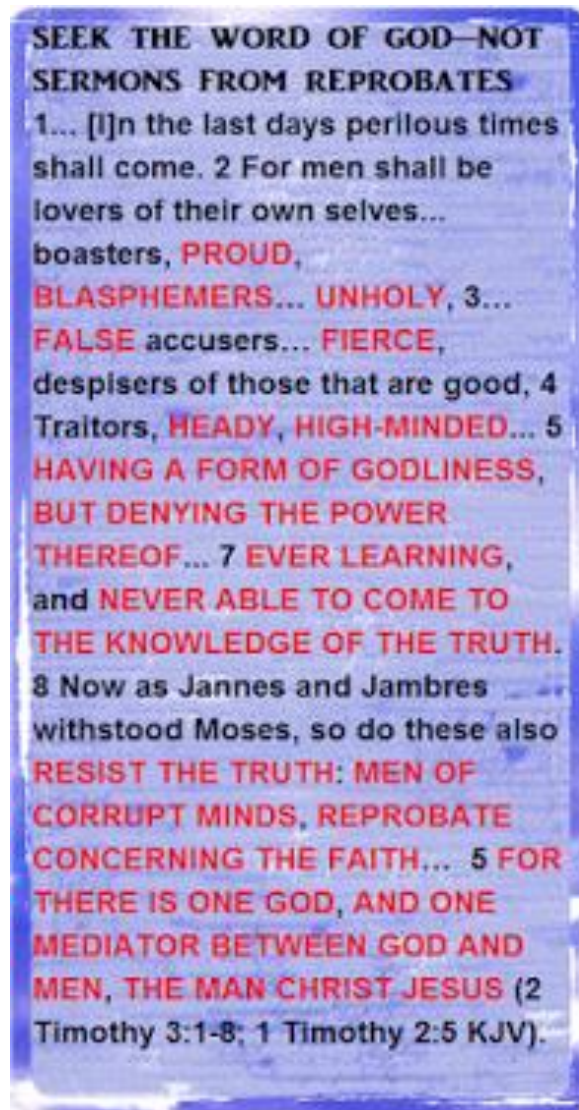 SEEK THE WORD OF GOD—NOT
SERMONS FROM REPROBATES
1... [I]n the last days perilous times
shall come. 2 For men shall be
lovers of their own selves...
boasters, PROUD,
BLASPHEMERS... UNHOLY, 3...
FALSE accusers... FIERCE,
despisers of those that are good, 4
Traitors, HEADY, HIGH-MINDED... 5
HAVING A FORM OF GODLINESS,
BUT DENYING THE POWER
THEREOF... 7 EVER LEARNING,
and NEVER ABLE TO COME TO
THE KNOWLEDGE OF THE TRUTH.
8 Now as Jannes and Jambres
withstood Moses, so do these also
RESIST THE TRUTH: MEN OF
CORRUPT MINDS, REPROBATE
CONCERNING THE FAITH... 5 FOR
THERE IS ONE GOD, AND ONE
MEDIATOR BETWEEN GOD AND
MEN, THE MAN CHRIST JESUS (2
Timothy 3:1-8; 1 Timothy 2:5 KJV).